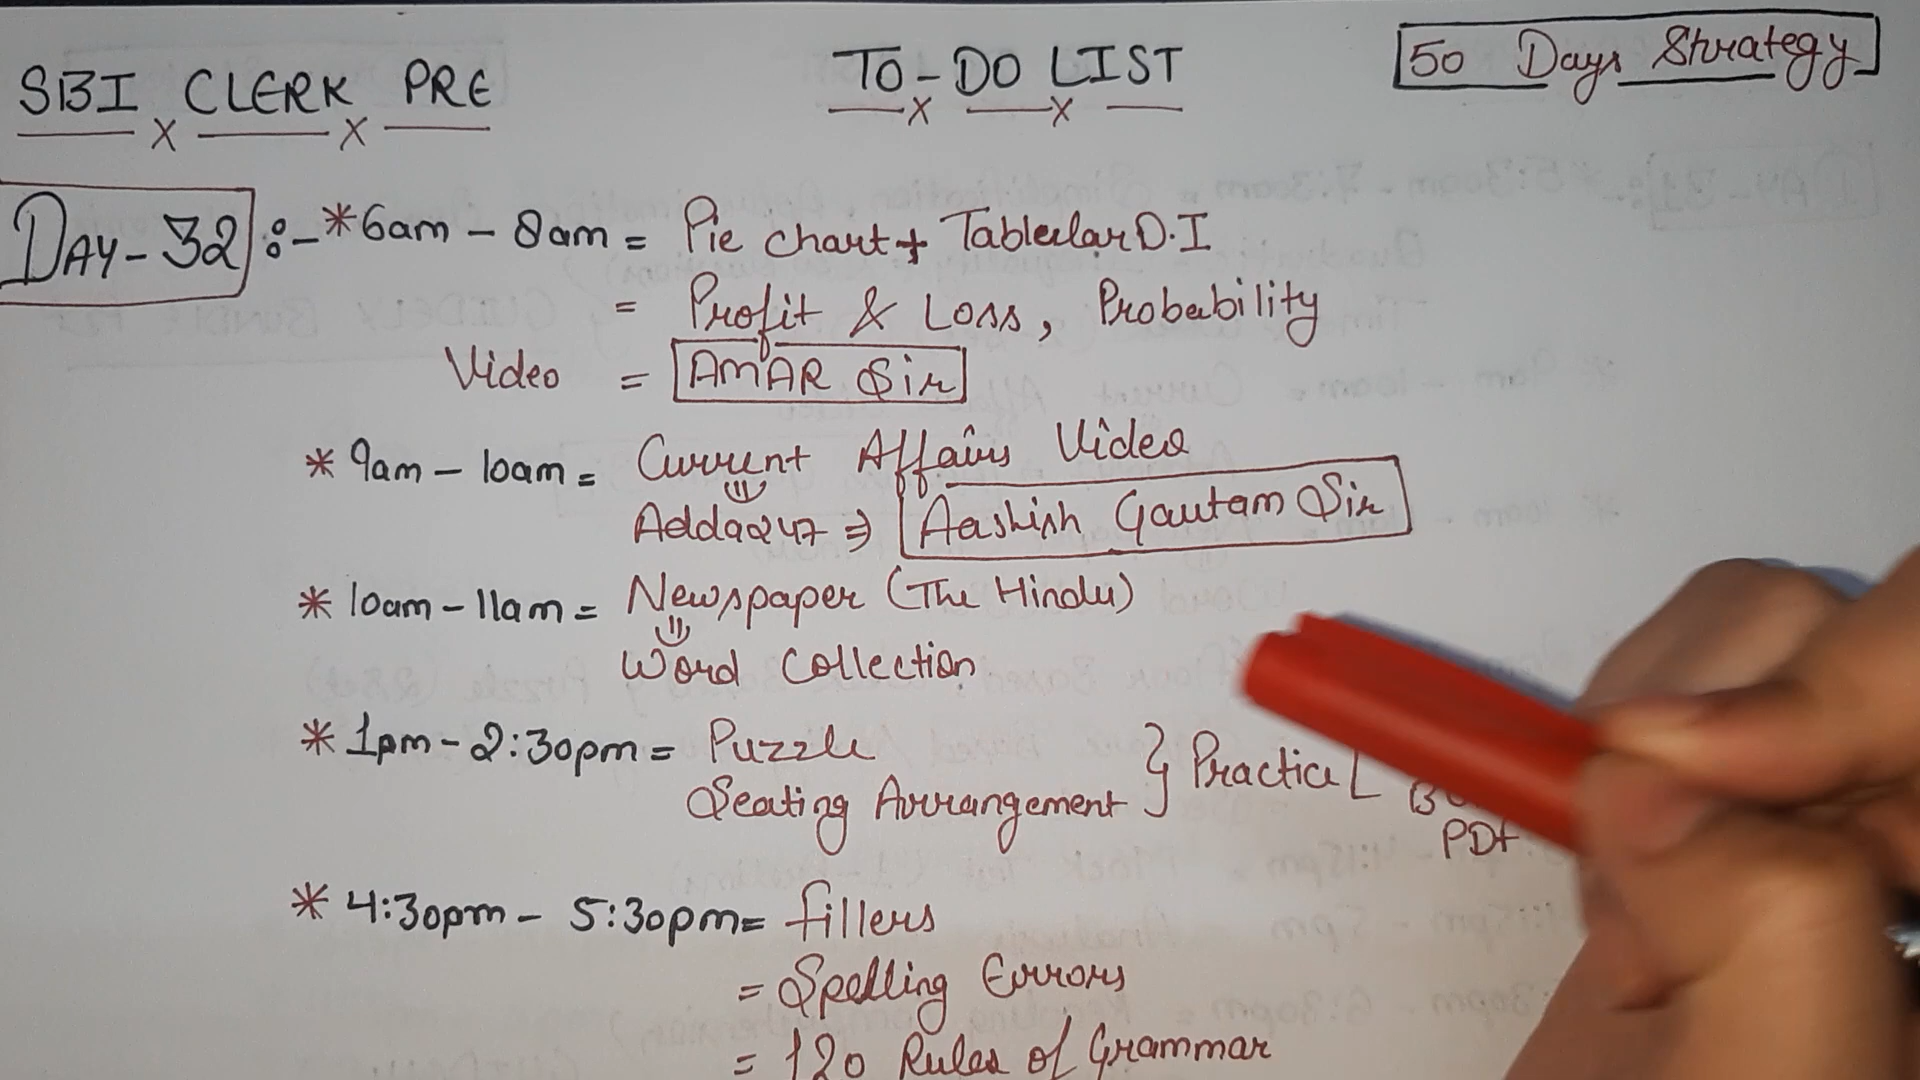 SBI CLERK PRE
TO-DO LIST
50 Days Strategy
DAY-32 :- *6am - 8am = Pie chart + Tabular D.I
= Profit & Loss, Probability
Video = AMAR Sir
* 9am - 10am = Current Affairs Video
Adda247 ⇒ Aashish Gautam Sir
* 10am - 11am = Newspaper (The Hindu)
Word Collection
* 1pm - 2:30pm = Puzzle
Seating Arrangement } Practice [
PDF
* 4:30pm - 5:30pm = fillers
= Spelling Errors
= 120 Rules of Grammar